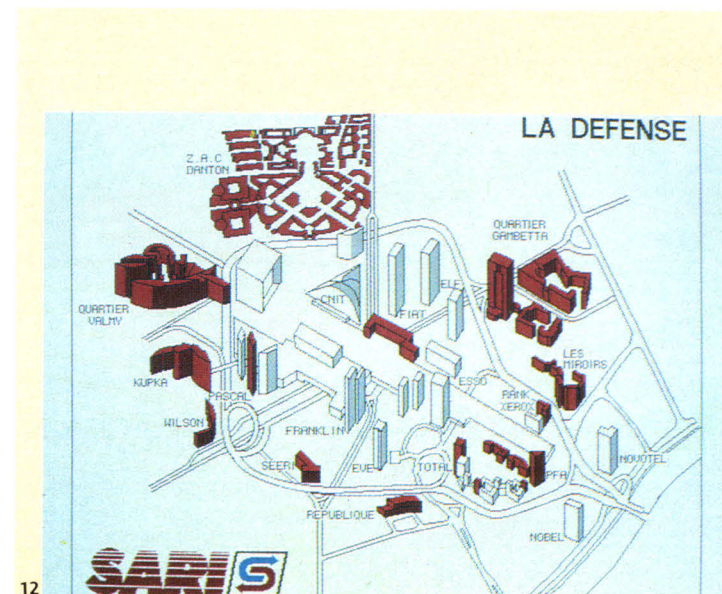 LA DEFENSE
Z.A.C
DANTON
QUARTIER
GAMBETTA
ELF
CNIT
FIAT
QUARTIER
VALMY
LES
MIROIRS
KUPKA
PASCAL
ESSO
RANK
XEROX
WILSON
FRANKLIN
SEERI
EVE
TOTAL
PFA
NOVOTEL
REPUBLIQUE
NOBEL
SARI
12